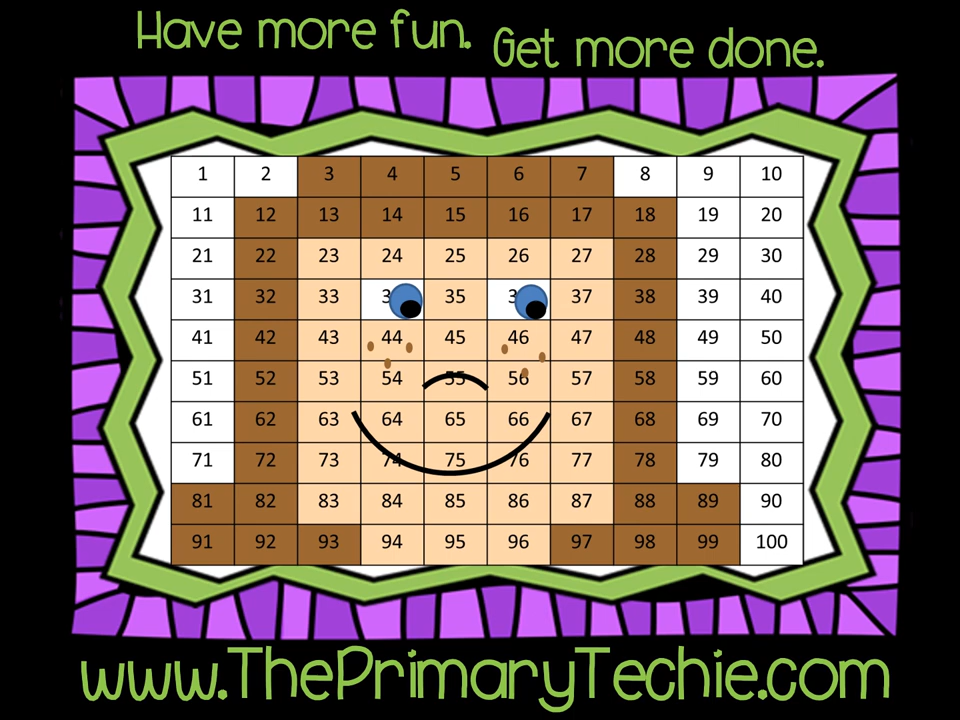 Have more fun. Get more done.
1 2 3 4 5 6 7 8 9 10
11 12 13 14 15 16 17 18 19 20
21 22 23 24 25 26 27 28 29 30
31 32 33 3 35 3 37 38 39 40
41 42 43 44 45 46 47 48 49 50
51 52 53 54 55 56 57 58 59 60
61 62 63 64 65 66 67 68 69 70
71 72 73 74 75 76 77 78 79 80
81 82 83 84 85 86 87 88 89 90
91 92 93 94 95 96 97 98 99 100
www.ThePrimaryTechie.com